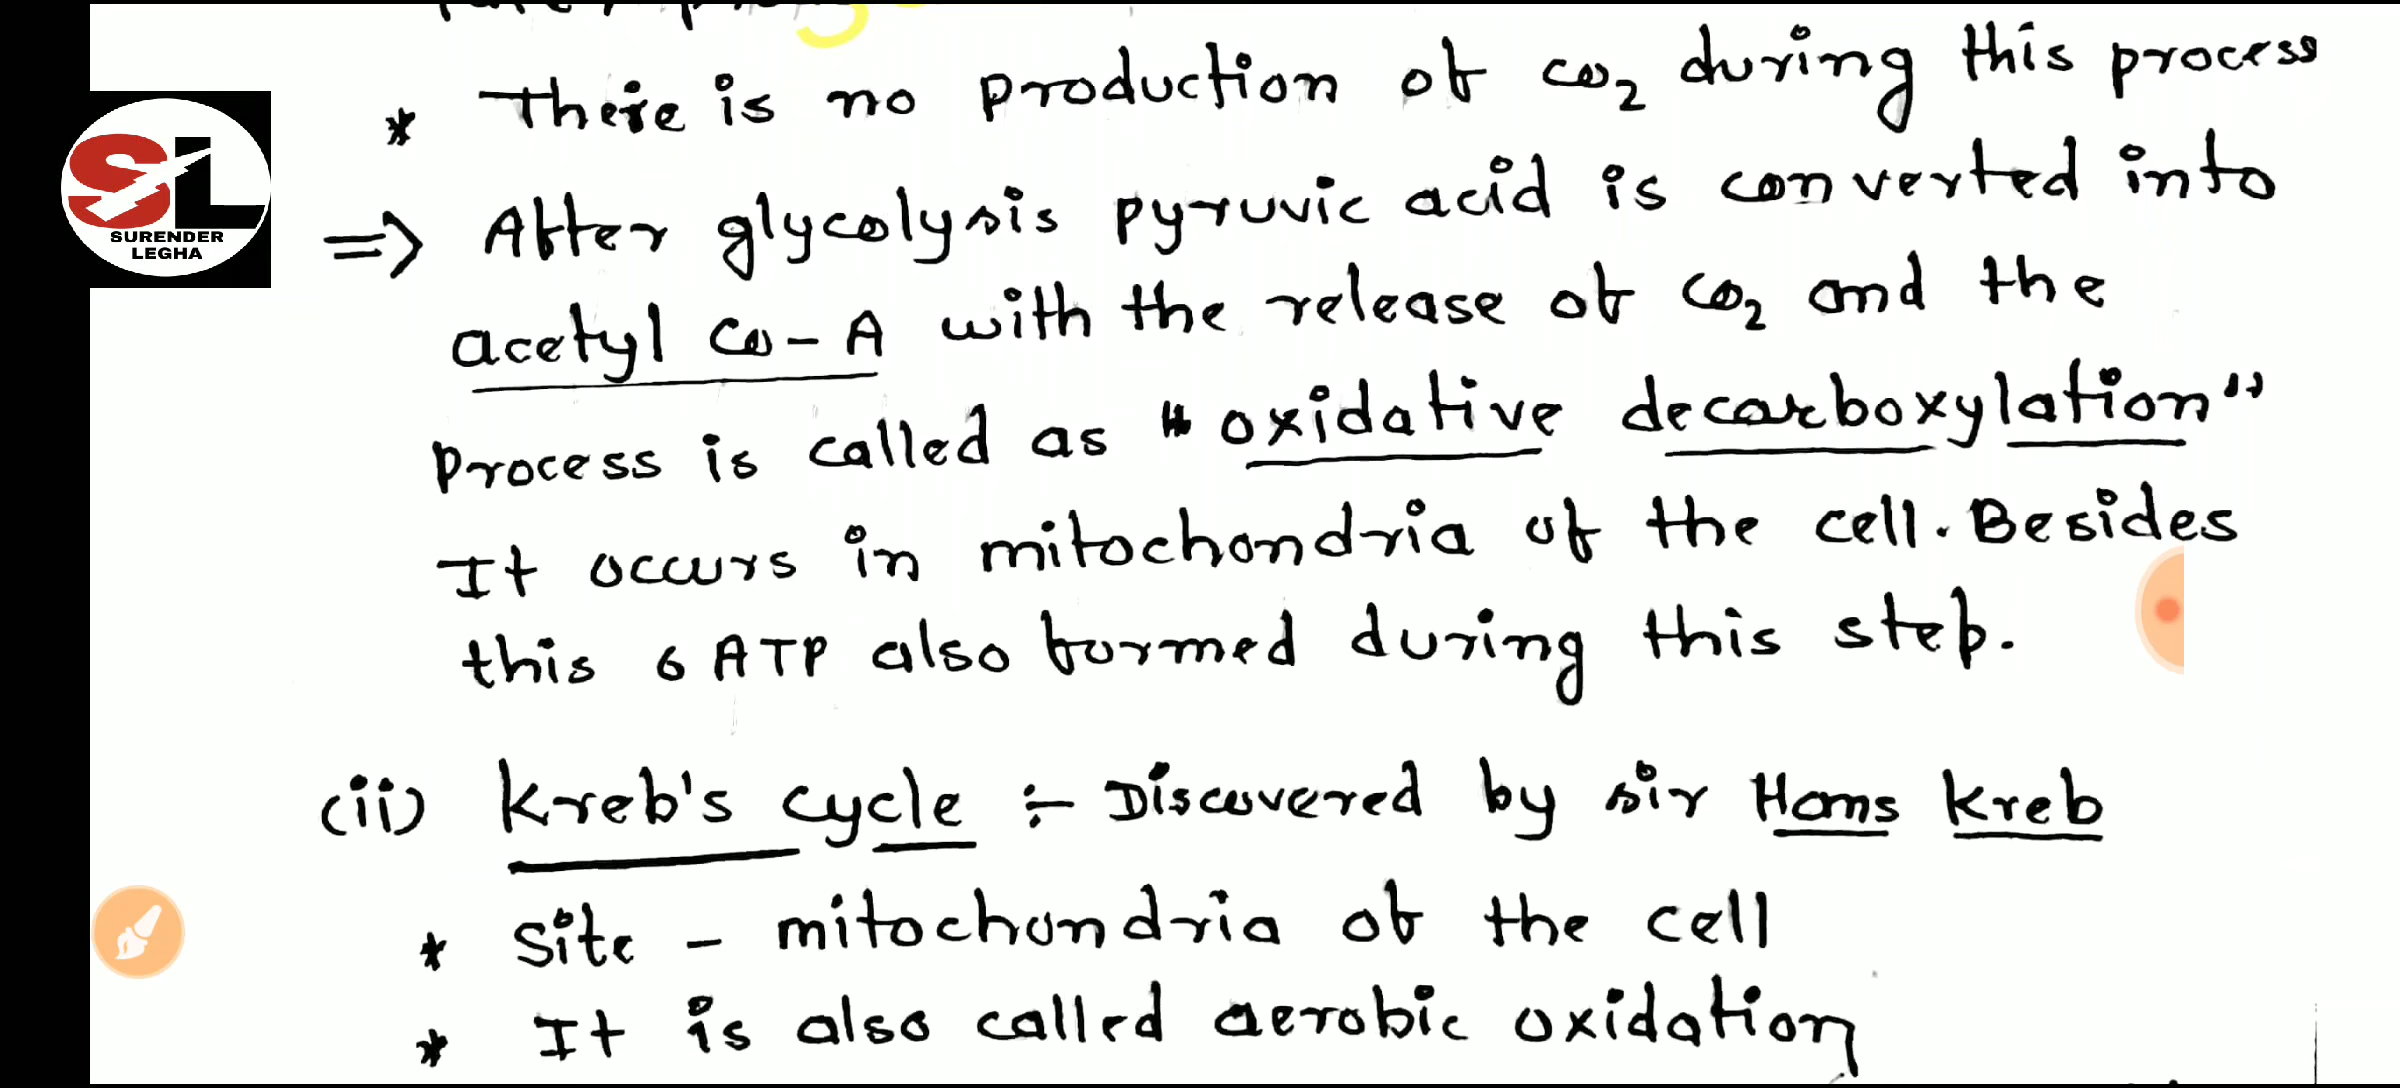 * There is no production of co2 during this process
SL
SURENDER
LEGHA
=> After glycolysis pyruvic acid is converted into
acetyl co-A with the release of co2 and the
process is called as "oxidative decarboxylation"
It occurs in mitochondria of the cell. Besides
this 6 ATP also formed during this step.
(ii) Kreb's cycle :- Discovered by sir Hans Kreb
* Site - mitochondria of the cell
* It is also called aerobic oxidation